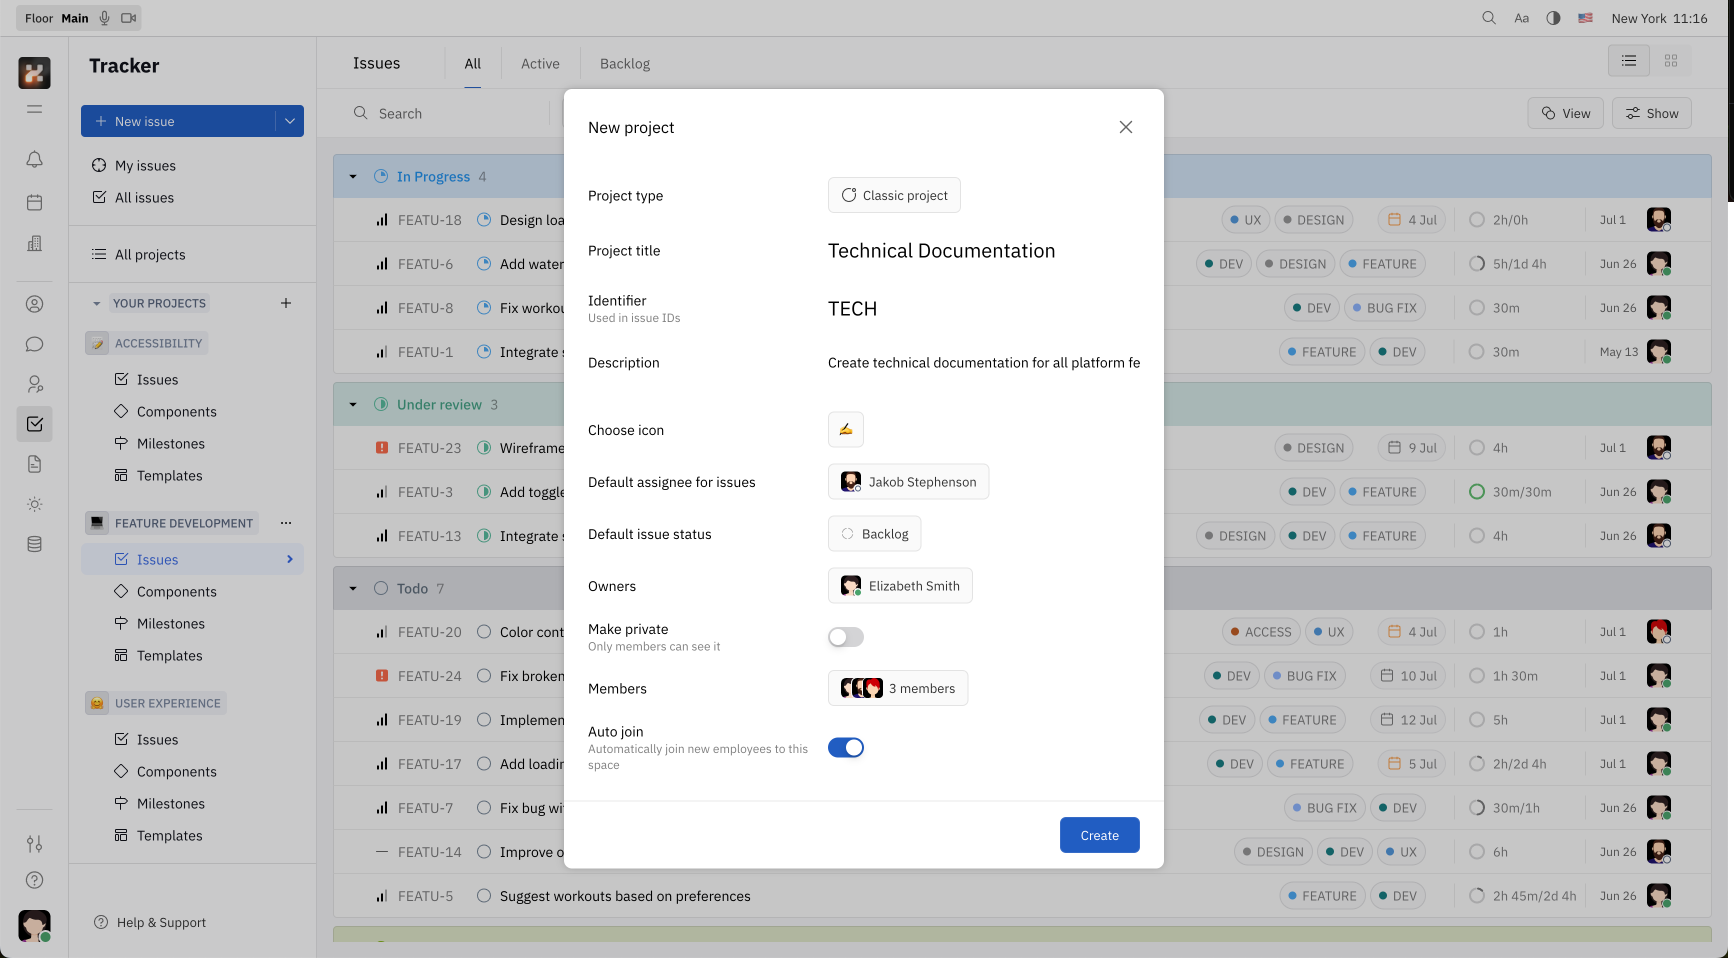 Floor Main
Aa
New York 11:16
Tracker
New issue
My issues
All issues
All projects
YOUR PROJECTS
ACCESSIBILITY
Issues
Components
Milestones
Templates
FEATURE DEVELOPMENT
Issues
Components
Milestones
Templates
USER EXPERIENCE
Issues
Components
Milestones
Templates
Help & Support
Issues All Active Backlog
Search
View Show
In Progress 4
FEATU-18 Design loa UX DESIGN 4 Jul 2h/0h Jul 1
FEATU-6 Add water DEV DESIGN FEATURE 5h/1d 4h Jun 26
FEATU-8 Fix workou DEV BUG FIX 30m Jun 26
FEATU-1 Integrate s FEATURE DEV 30m May 13
Under review 3
FEATU-23 Wireframe DESIGN 9 Jul 4h Jul 1
FEATU-3 Add toggle DEV FEATURE 30m/30m Jun 26
FEATU-13 Integrate s DESIGN DEV FEATURE 4h Jun 26
Todo 7
FEATU-20 Color cont ACCESS UX 4 Jul 1h Jul 1
FEATU-24 Fix broken DEV BUG FIX 10 Jul 1h 30m Jul 1
FEATU-19 Implemen DEV FEATURE 12 Jul 5h Jul 1
FEATU-17 Add loadin DEV FEATURE 5 Jul 2h/2d 4h Jul 1
FEATU-7 Fix bug wi BUG FIX DEV 30m/1h Jun 26
FEATU-14 Improve o DESIGN DEV UX 6h Jun 26
FEATU-5 Suggest workouts based on preferences FEATURE DEV 2h 45m/2d 4h Jun 26
New project
Project type Classic project
Project title Technical Documentation
Identifier
Used in issue IDs
TECH
Description Create technical documentation for all platform fe
Choose icon
Default assignee for issues Jakob Stephenson
Default issue status Backlog
Owners Elizabeth Smith
Make private
Only members can see it
Members 3 members
Auto join
Automatically join new employees to this
space
Create